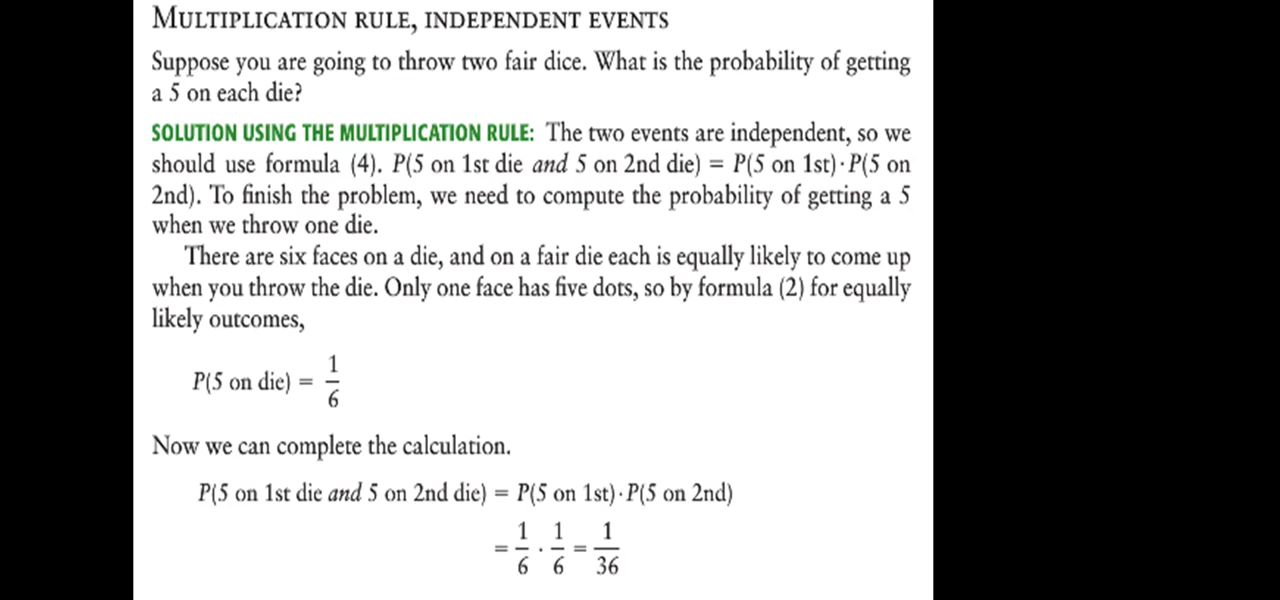 MULTIPLICATION RULE, INDEPENDENT EVENTS
Suppose you are going to throw two fair dice. What is the probability of getting
a 5 on each die?
SOLUTION USING THE MULTIPLICATION RULE: The two events are independent, so we
should use formula (4). P(5 on 1st die and 5 on 2nd die) = P(5 on 1st) · P(5 on
2nd). To finish the problem, we need to compute the probability of getting a 5
when we throw one die.
There are six faces on a die, and on a fair die each is equally likely to come up
when you throw the die. Only one face has five dots, so by formula (2) for equally
likely outcomes,
P(5 on die) = 1/6
Now we can complete the calculation.
P(5 on 1st die and 5 on 2nd die) = P(5 on 1st) · P(5 on 2nd)
= 1/6 · 1/6 = 1/36